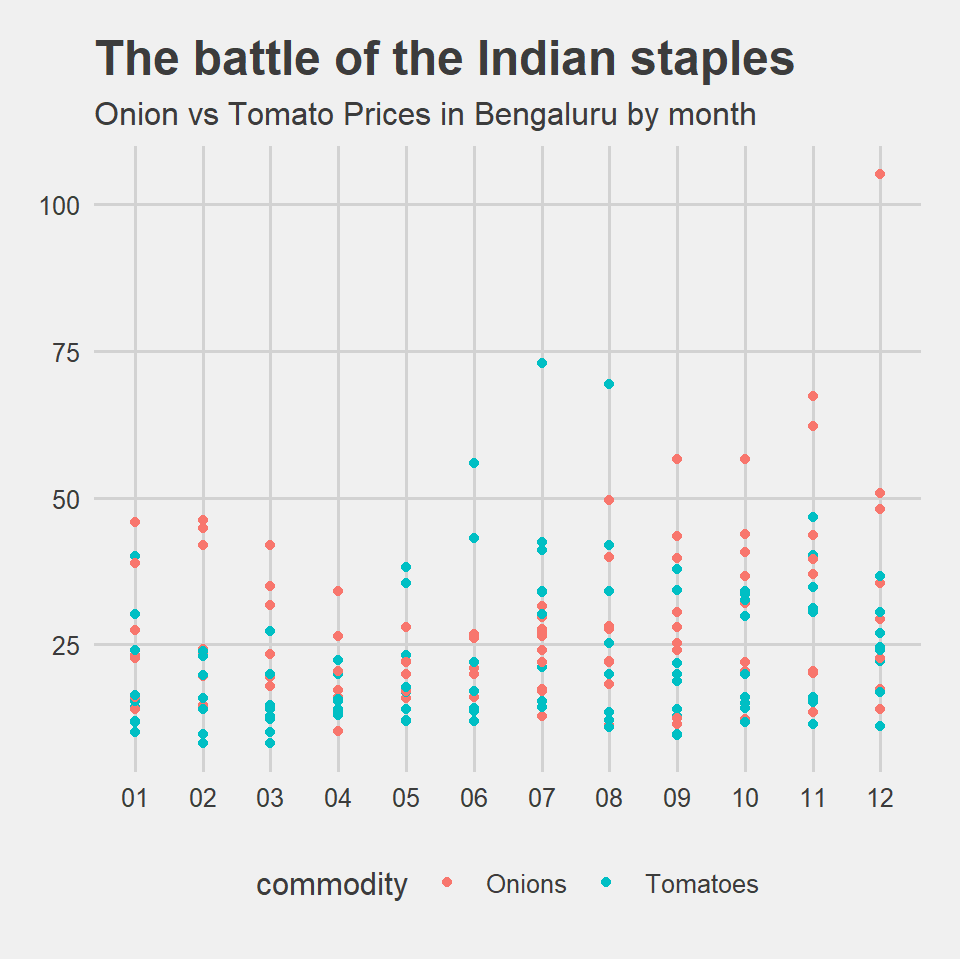 The battle of the Indian staples
Onion vs Tomato Prices in Bengaluru by month
100
75
50
25
01 02 03 04 05 06 07 08 09 10 11 12
commodity Onions Tomatoes